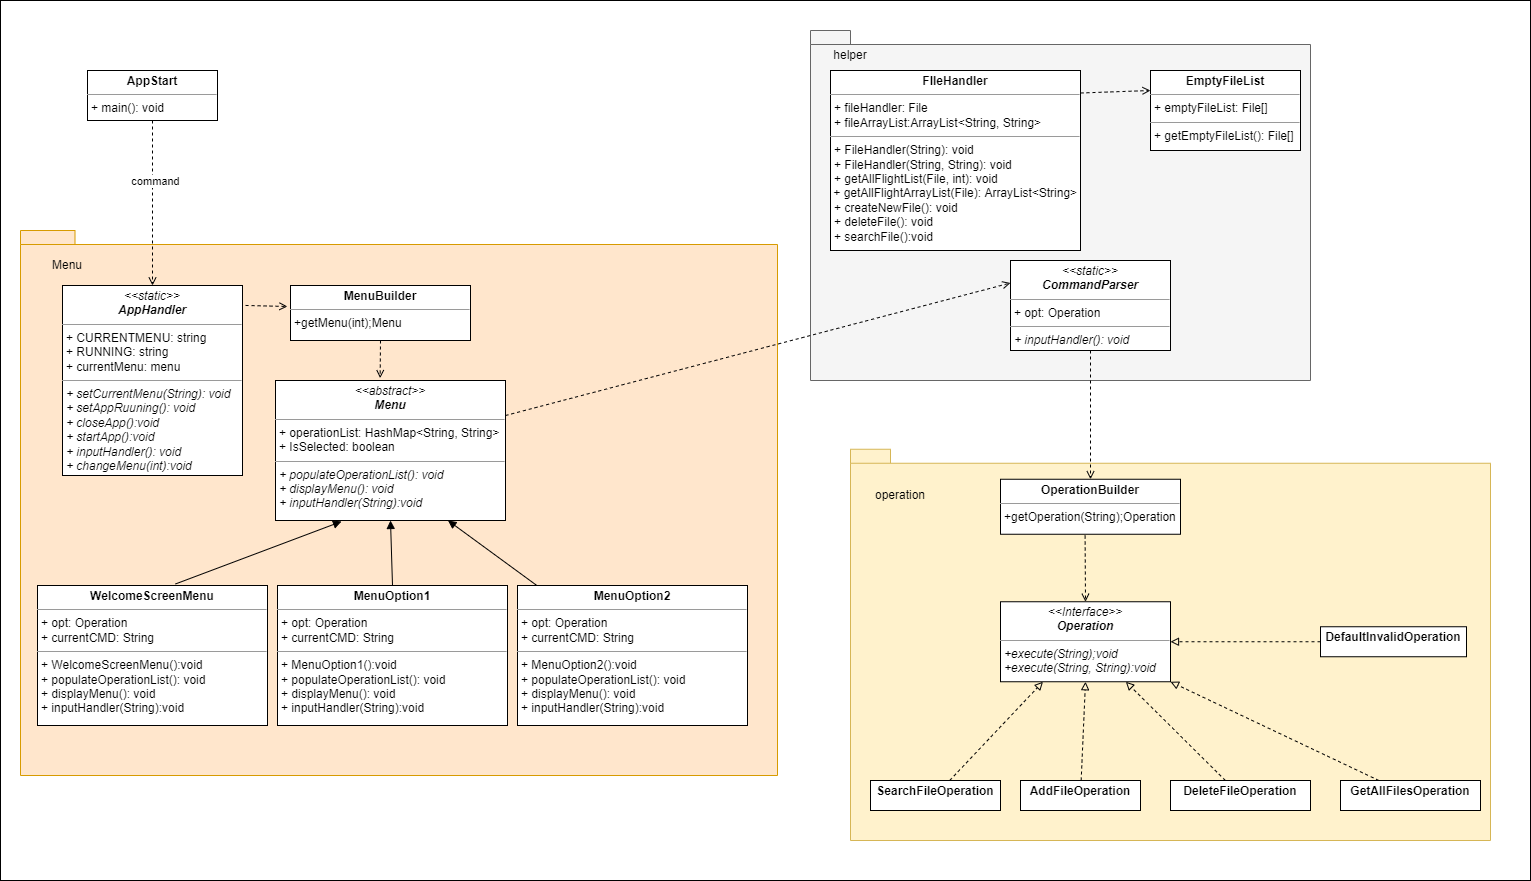 AppStart
+ main(): void
command
Menu
<<static>>
AppHandler
+ CURRENTMENU: string
+ RUNNING: string
+ currentMenu: menu
+ setCurrentMenu(String): void
+ setAppRuuning(): void
+ closeApp():void
+ startApp():void
+ inputHandler(): void
+ changeMenu(int):void
MenuBuilder
+getMenu(int);Menu
<<abstract>>
Menu
+ operationList: HashMap<String, String>
+ IsSelected: boolean
+ populateOperationList(): void
+ displayMenu(): void
+ inputHandler(String):void
WelcomeScreenMenu
+ opt: Operation
+ currentCMD: String
+ WelcomeScreenMenu():void
+ populateOperationList(): void
+ displayMenu(): void
+ inputHandler(String):void
MenuOption1
+ opt: Operation
+ currentCMD: String
+ MenuOption1():void
+ populateOperationList(): void
+ displayMenu(): void
+ inputHandler(String):void
MenuOption2
+ opt: Operation
+ currentCMD: String
+ MenuOption2():void
+ populateOperationList(): void
+ displayMenu(): void
+ inputHandler(String):void
helper
FIleHandler
+ fileHandler: File
+ fileArrayList:ArrayList<String, String>
+ FileHandler(String): void
+ FileHandler(String, String): void
+ getAllFlightList(File, int): void
+ getAllFlightArrayList(File): ArrayList<String>
+ createNewFile(): void
+ deleteFile(): void
+ searchFile():void
EmptyFileList
+ emptyFileList: File[]
+ getEmptyFileList(): File[]
<<static>>
CommandParser
+ opt: Operation
+ inputHandler(): void
operation
OperationBuilder
+getOperation(String);Operation
<<Interface>>
Operation
+execute(String);void
+execute(String, String):void
DefaultInvalidOperation
SearchFileOperation
AddFileOperation
DeleteFileOperation
GetAllFilesOperation